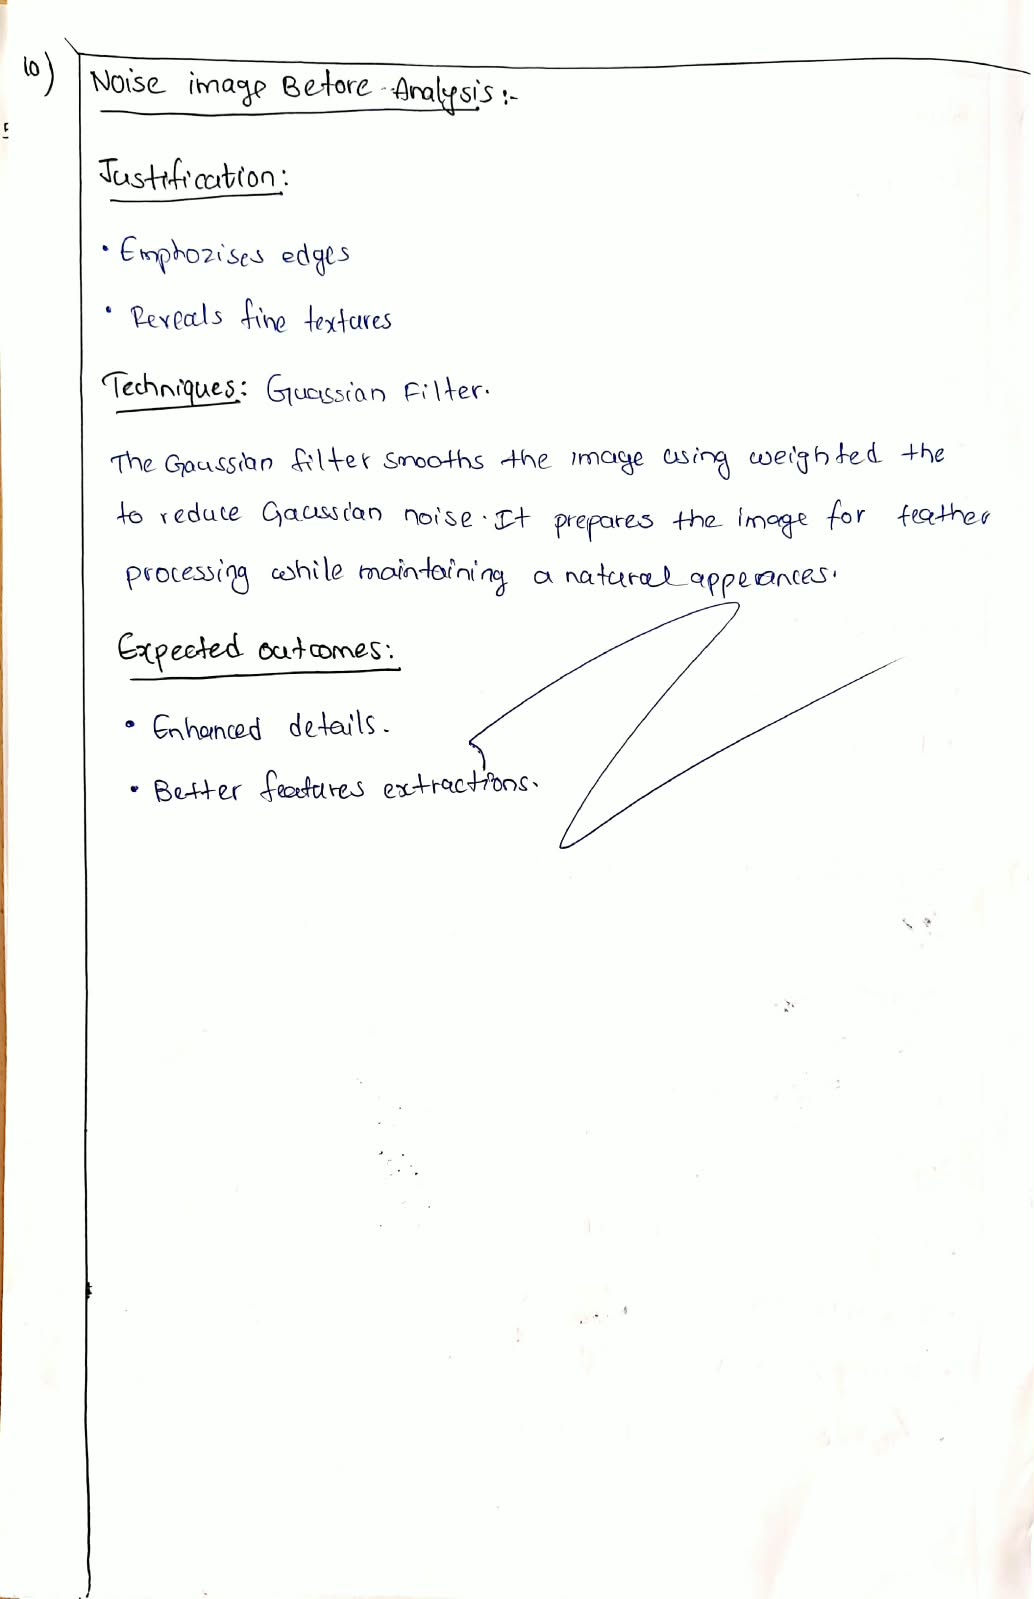 10)
Noise image Before Analysis :-
Justification:
• Emphozises edges
• Reveals fine textures
Techniques: Guassian Filter.
The Gaussian filter smooths the image using weighted the
to reduce Gaussian noise. It prepares the image for feather
processing while maintaining a natural apperances.
Expected outcomes:
• Enhanced details.
• Better features extractions.